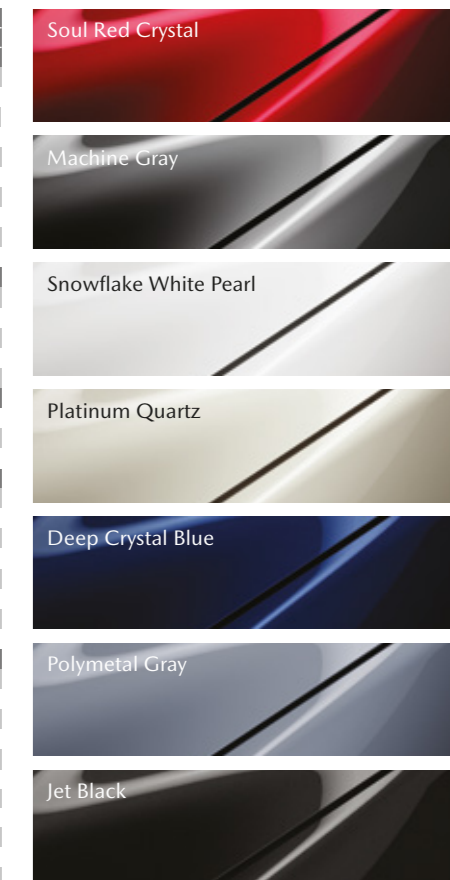 Soul Red Crystal
Machine Gray
Snowflake White Pearl
Platinum Quartz
Deep Crystal Blue
Polymetal Gray
Jet Black